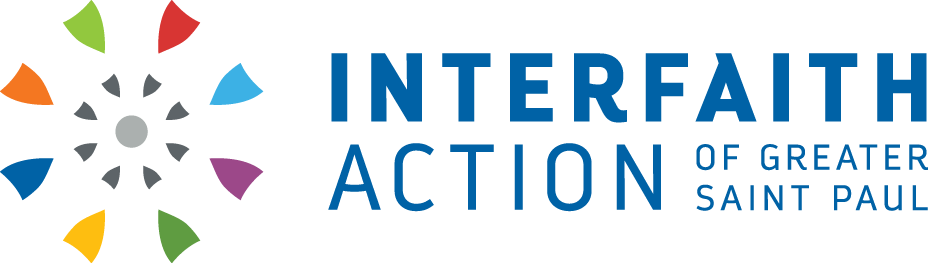 INTERFAITH
ACTION
OF GREATER
SAINT PAUL